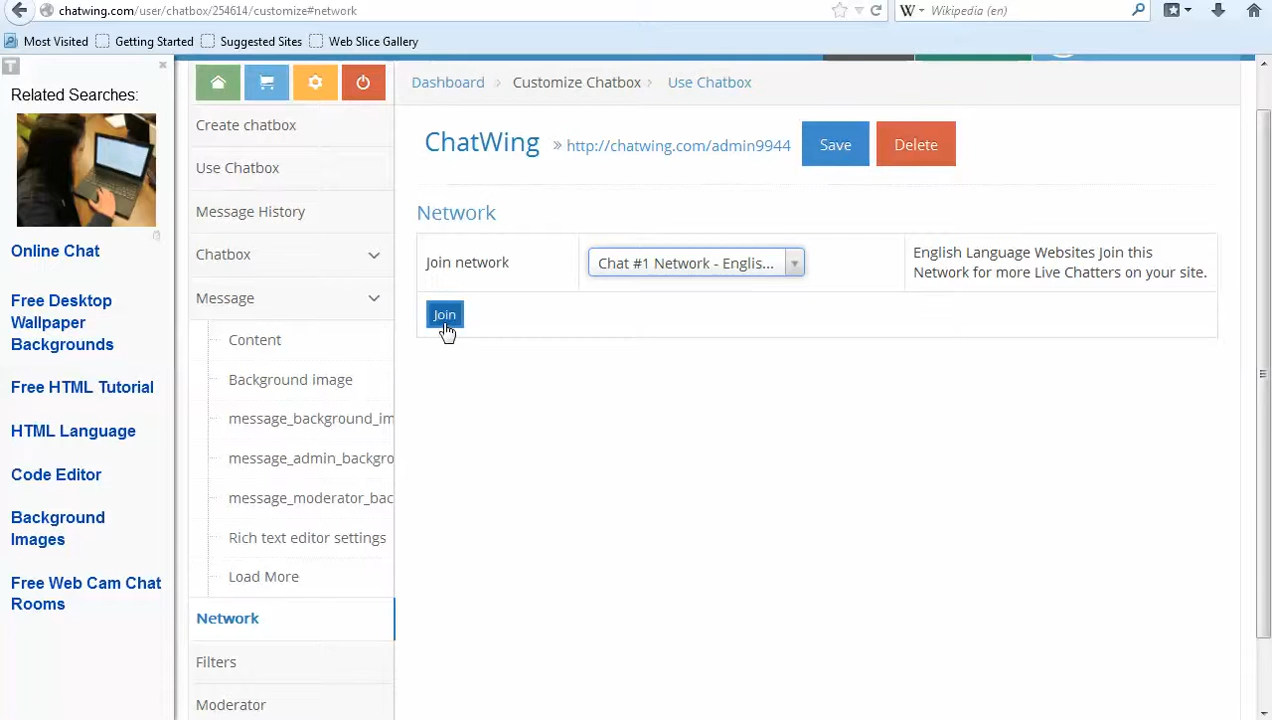 chatwing.com/user/chatbox/254614/customize#network
Wikipedia (en)
Most Visited
Getting Started
Suggested Sites
Web Slice Gallery
T
Related Searches:
Online Chat
Free Desktop
Wallpaper
Backgrounds
Free HTML Tutorial
HTML Language
Code Editor
Background
Images
Free Web Cam Chat
Rooms
Create chatbox
Use Chatbox
Message History
Chatbox
Message
Content
Background image
message_background_im
message_admin_backgro
message_moderator_bac
Rich text editor settings
Load More
Network
Filters
Moderator
Dashboard > Customize Chatbox > Use Chatbox
ChatWing » http://chatwing.com/admin9944 Save Delete
Network
Join network
Chat #1 Network - Englis...
English Language Websites Join this
Network for more Live Chatters on your site.
Join